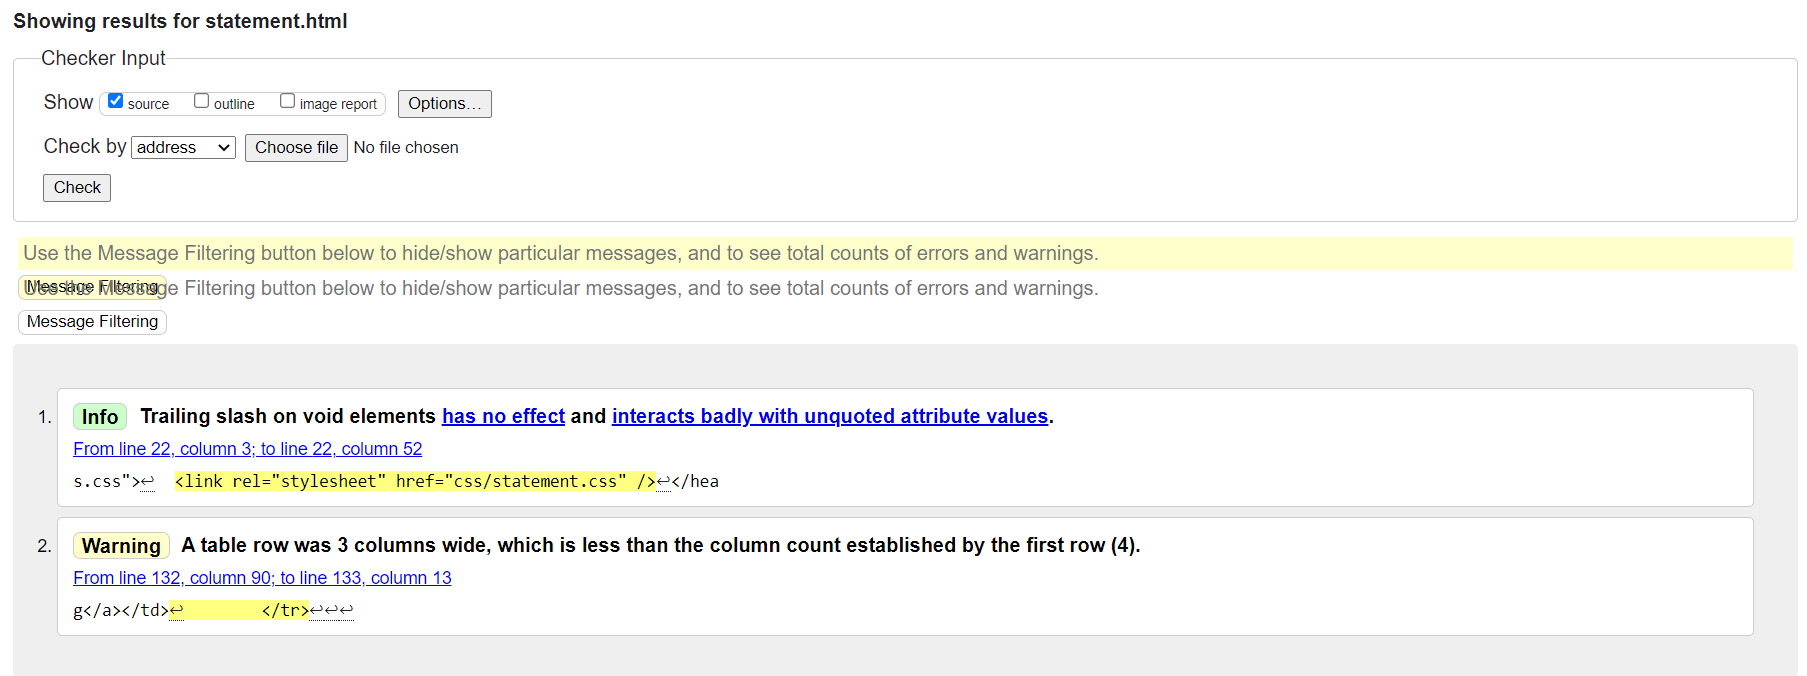 Showing results for statement.html
Checker Input
Show source outline image report Options...
Check by address Choose file No file chosen
Check
Use the Message Filtering button below to hide/show particular messages, and to see total counts of errors and warnings.
Message Filtering
Use the Message Filtering button below to hide/show particular messages, and to see total counts of errors and warnings.
Message Filtering
1. Info Trailing slash on void elements has no effect and interacts badly with unquoted attribute values.
From line 22, column 3; to line 22, column 52
s.css">↩ <link rel="stylesheet" href="css/statement.css" />↩</hea
2. Warning A table row was 3 columns wide, which is less than the column count established by the first row (4).
From line 132, column 90; to line 133, column 13
g</a></td>↩ </tr>↩↩↩